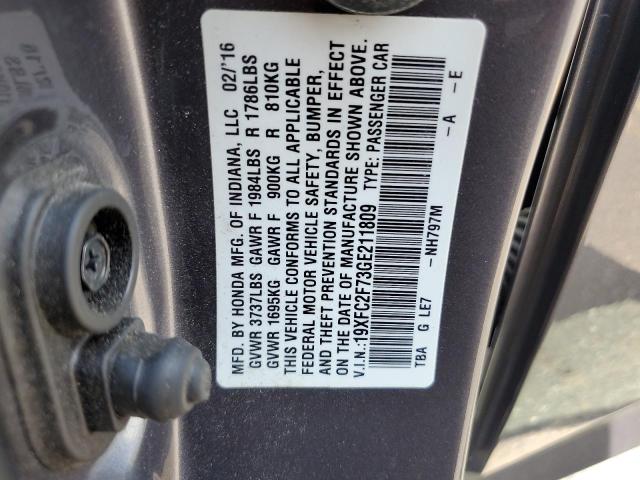 MFD. BY HONDA MFG. OF INDIANA, LLC 02/'16
GVWR 3737LBS GAWR F 1984LBS R 1786LBS
GVWR 1695KG GAWR F 900KG R 810KG
THIS VEHICLE CONFORMS TO ALL APPLICABLE
FEDERAL MOTOR VEHICLE SAFETY, BUMPER,
AND THEFT PREVENTION STANDARDS IN EFFECT
ON THE DATE OF MANUFACTURE SHOWN ABOVE.
V.I.N.:19XFC2F73GE211809 TYPE: PASSENGER CAR
TBA G LE7 -NH797M -A -E